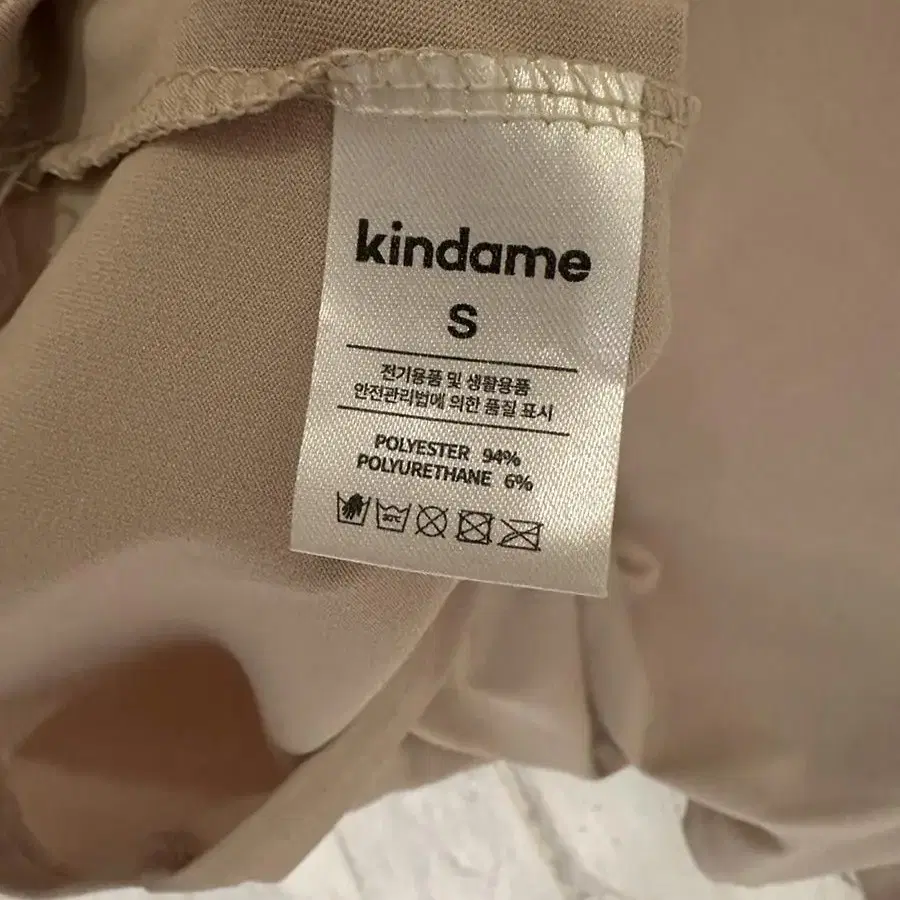 kindame
S
전기용품 및 생활용품
안전관리법에 의한 품질 표시
POLYESTER 94%
POLYURETHANE 6%
30℃